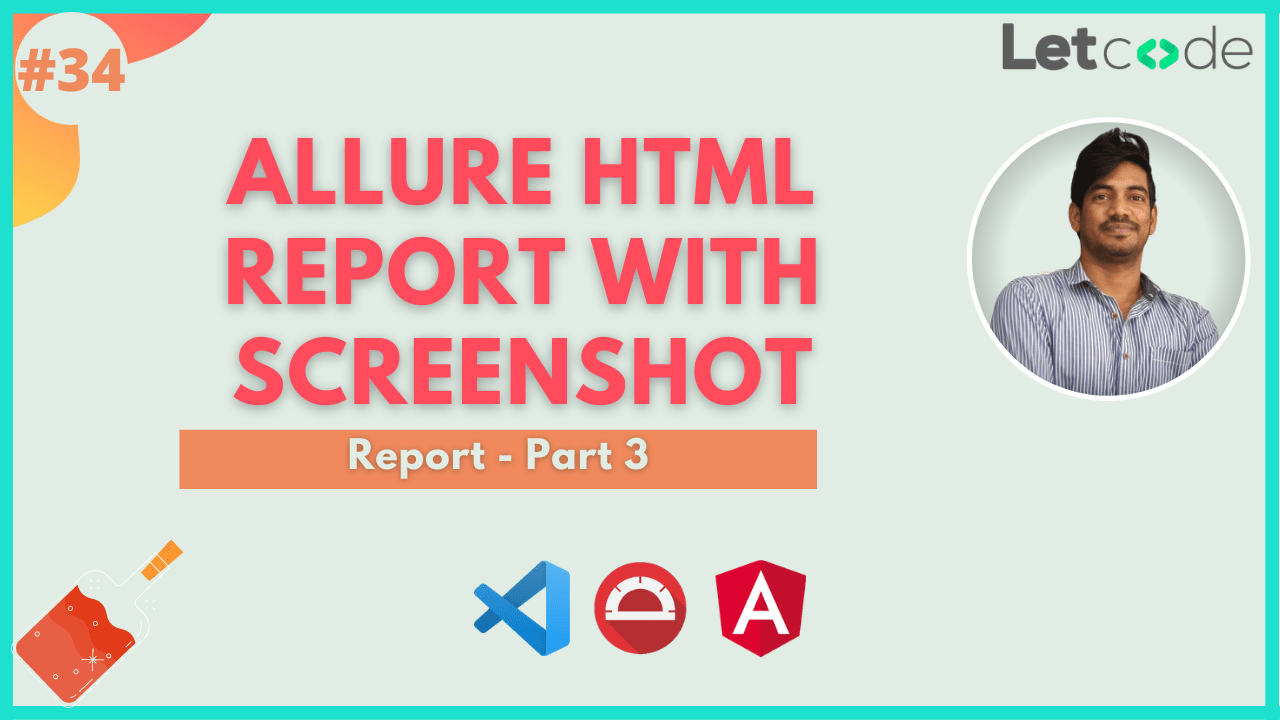 #34
Letcode
ALLURE HTML
REPORT WITH
SCREENSHOT
Report - Part 3
A